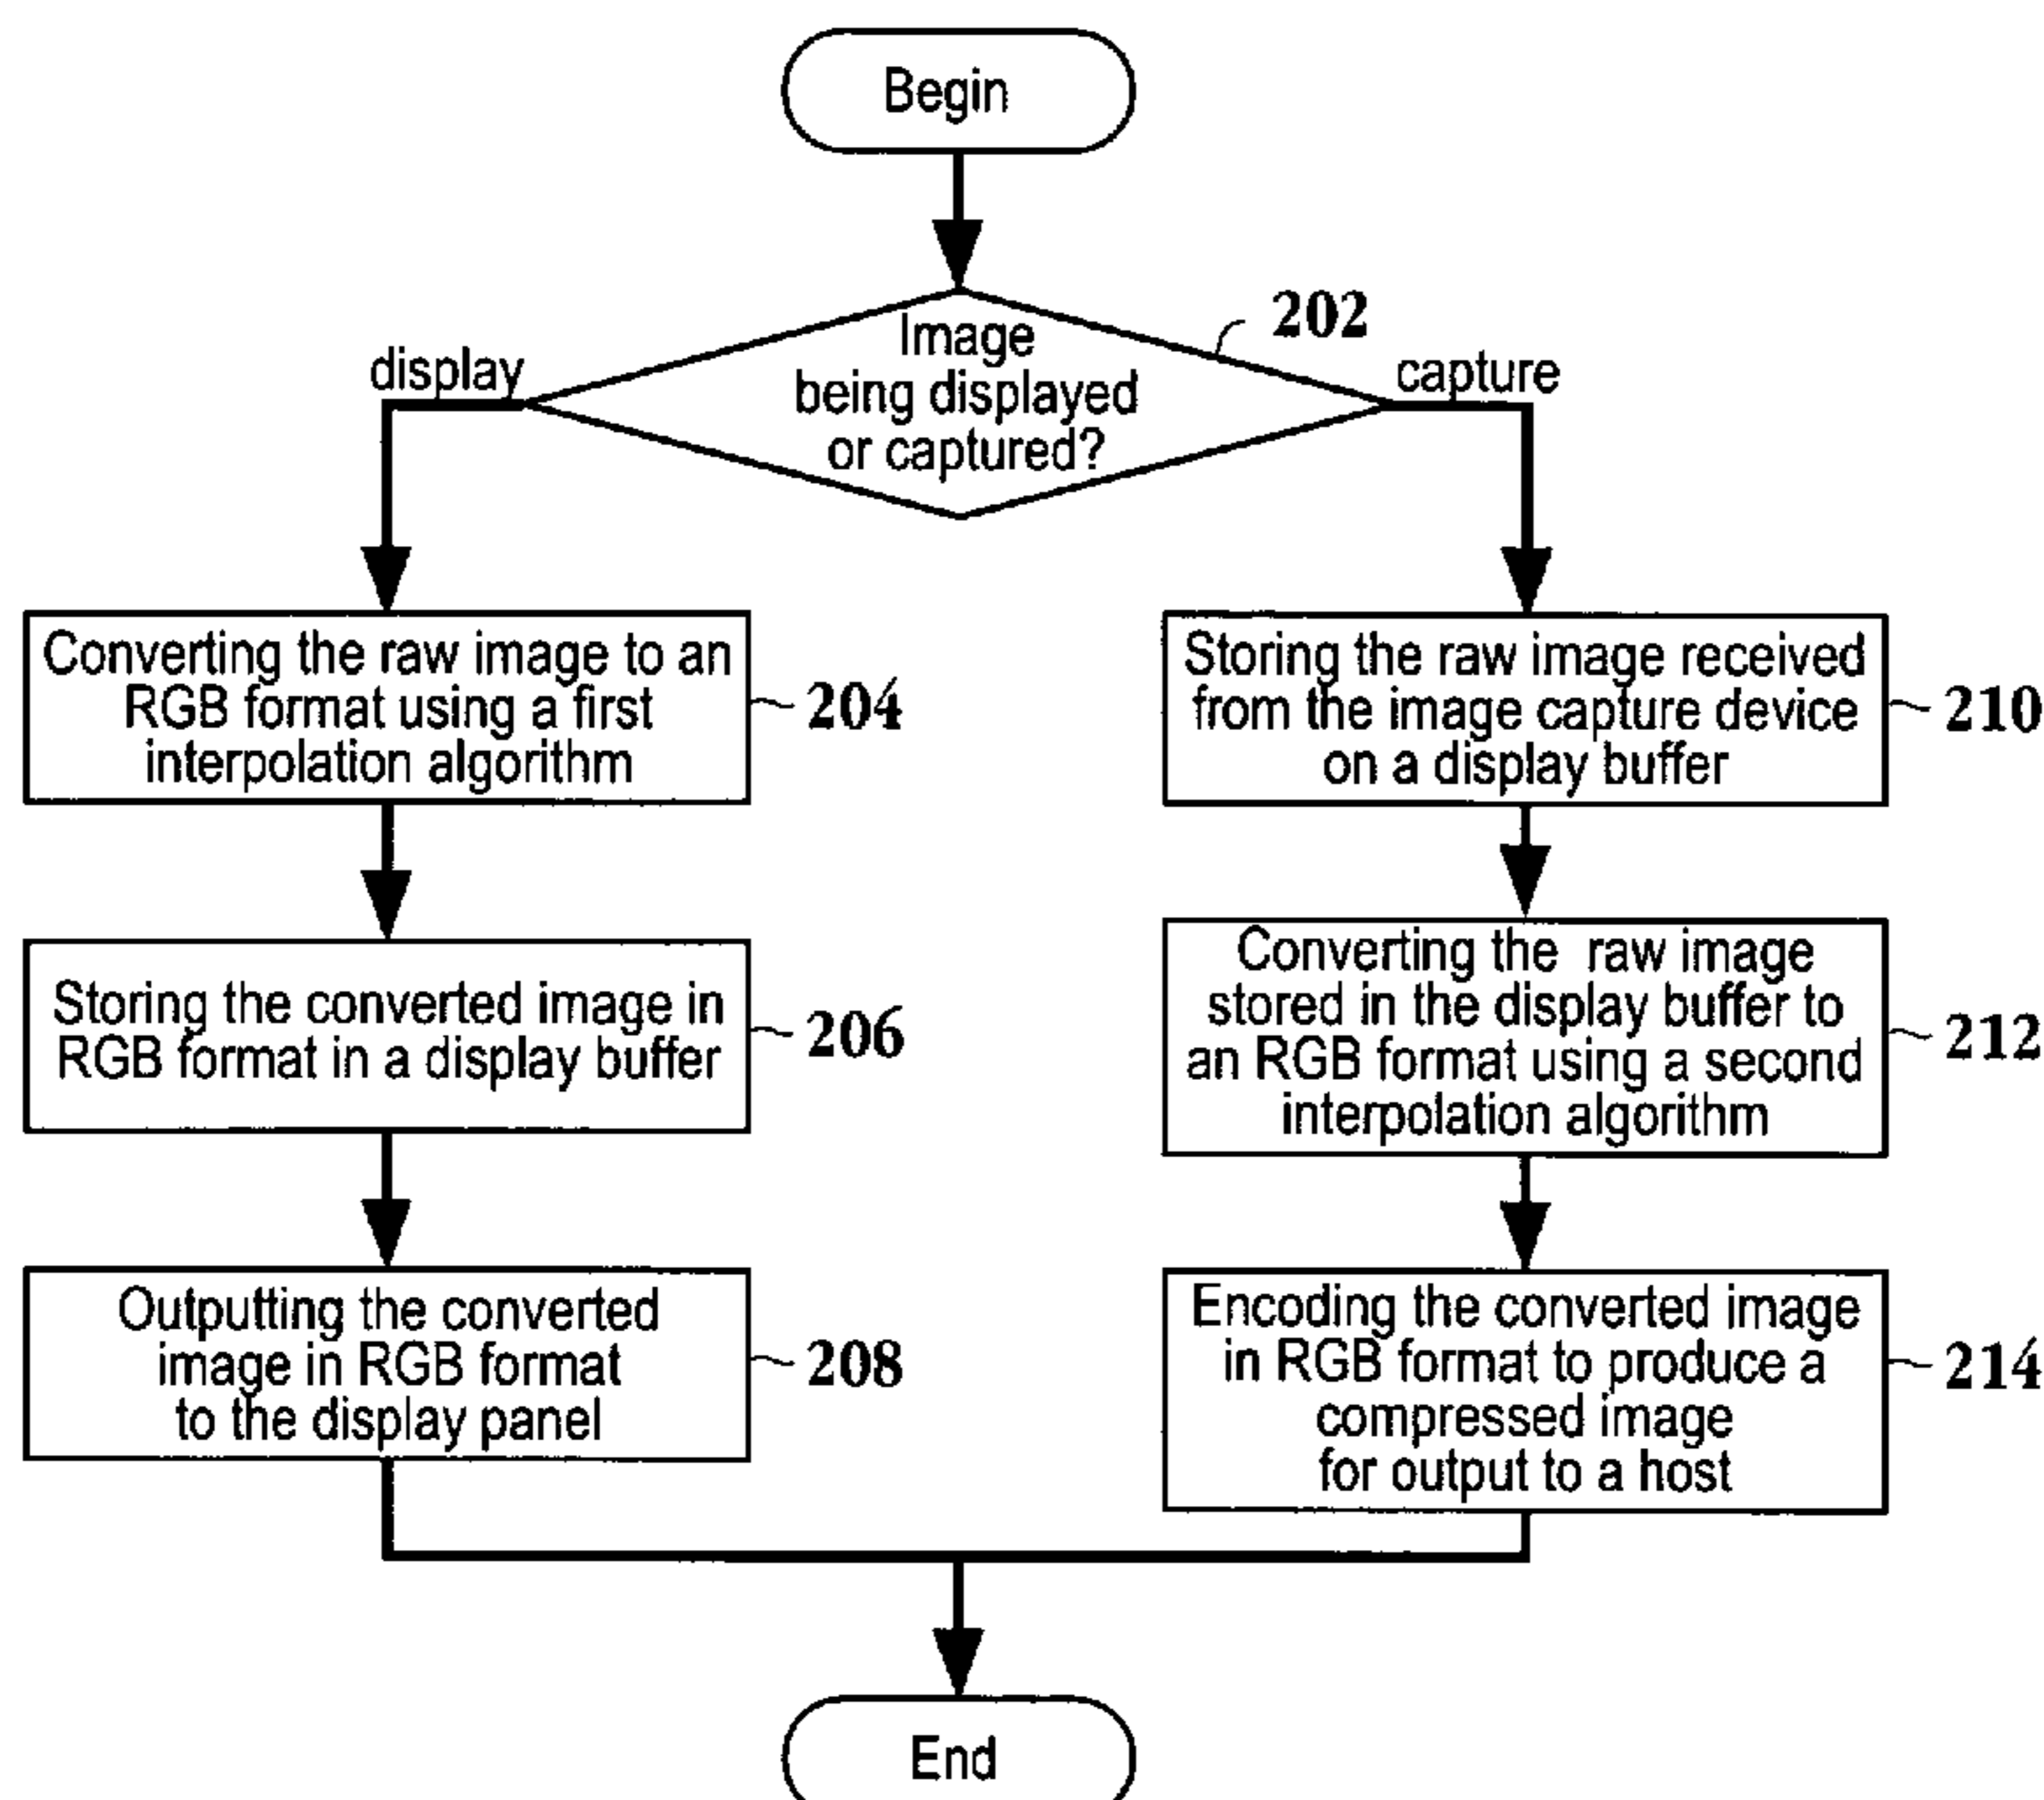 Begin
Image
being displayed
or captured?
202
display
capture
Converting the raw image to an
RGB format using a first
interpolation algorithm
204
Storing the converted image in
RGB format in a display buffer
206
Outputting the converted
image in RGB format
to the display panel
208
Storing the raw image received
from the image capture device
on a display buffer
210
Converting the raw image
stored in the display buffer to
an RGB format using a second
interpolation algorithm
212
Encoding the converted image
in RGB format to produce a
compressed image
for output to a host
214
End